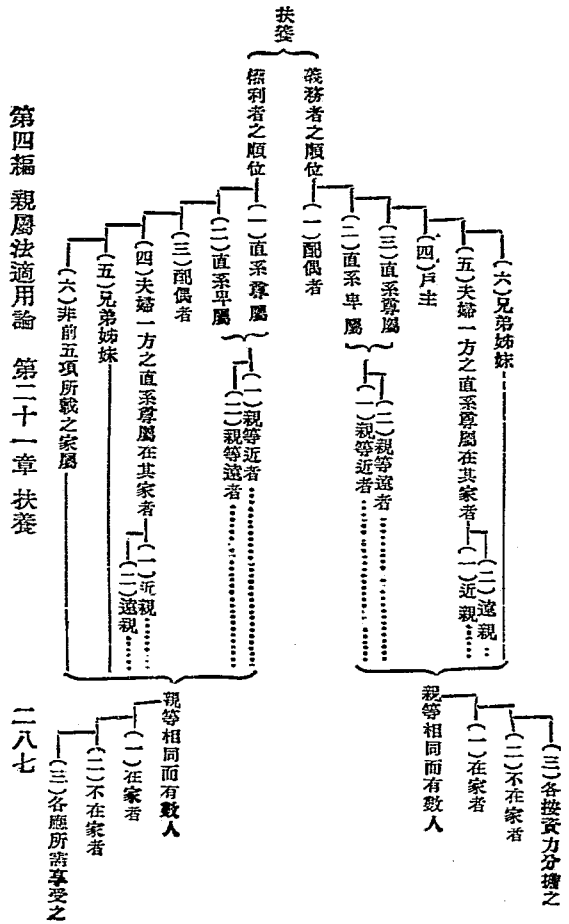 扶養
義務者之順位
(一)配偶者
(二)直系卑屬
(三)直系尊屬
(一)親等近者
(二)親等遠者
(四)戶主
(五)夫婦一方之直系尊屬在其家者
(一)近親
(二)遠親
(六)兄弟姊妹
親等相同而有數人
(一)在家者
(二)不在家者
(三)各按資力分擔之
權利者之順位
(一)直系尊屬
(二)直系卑屬
(一)親等近者
(二)親等遠者
(三)配偶者
(四)夫婦一方之直系尊屬在其家者
(一)近親
(二)遠親
(五)兄弟姊妹
(六)非前五項所載之家屬
親等相同而有數人
(一)在家者
(二)不在家者
(三)各應所需享受之
第四編 親屬法適用論 第二十一章 扶養
二八七